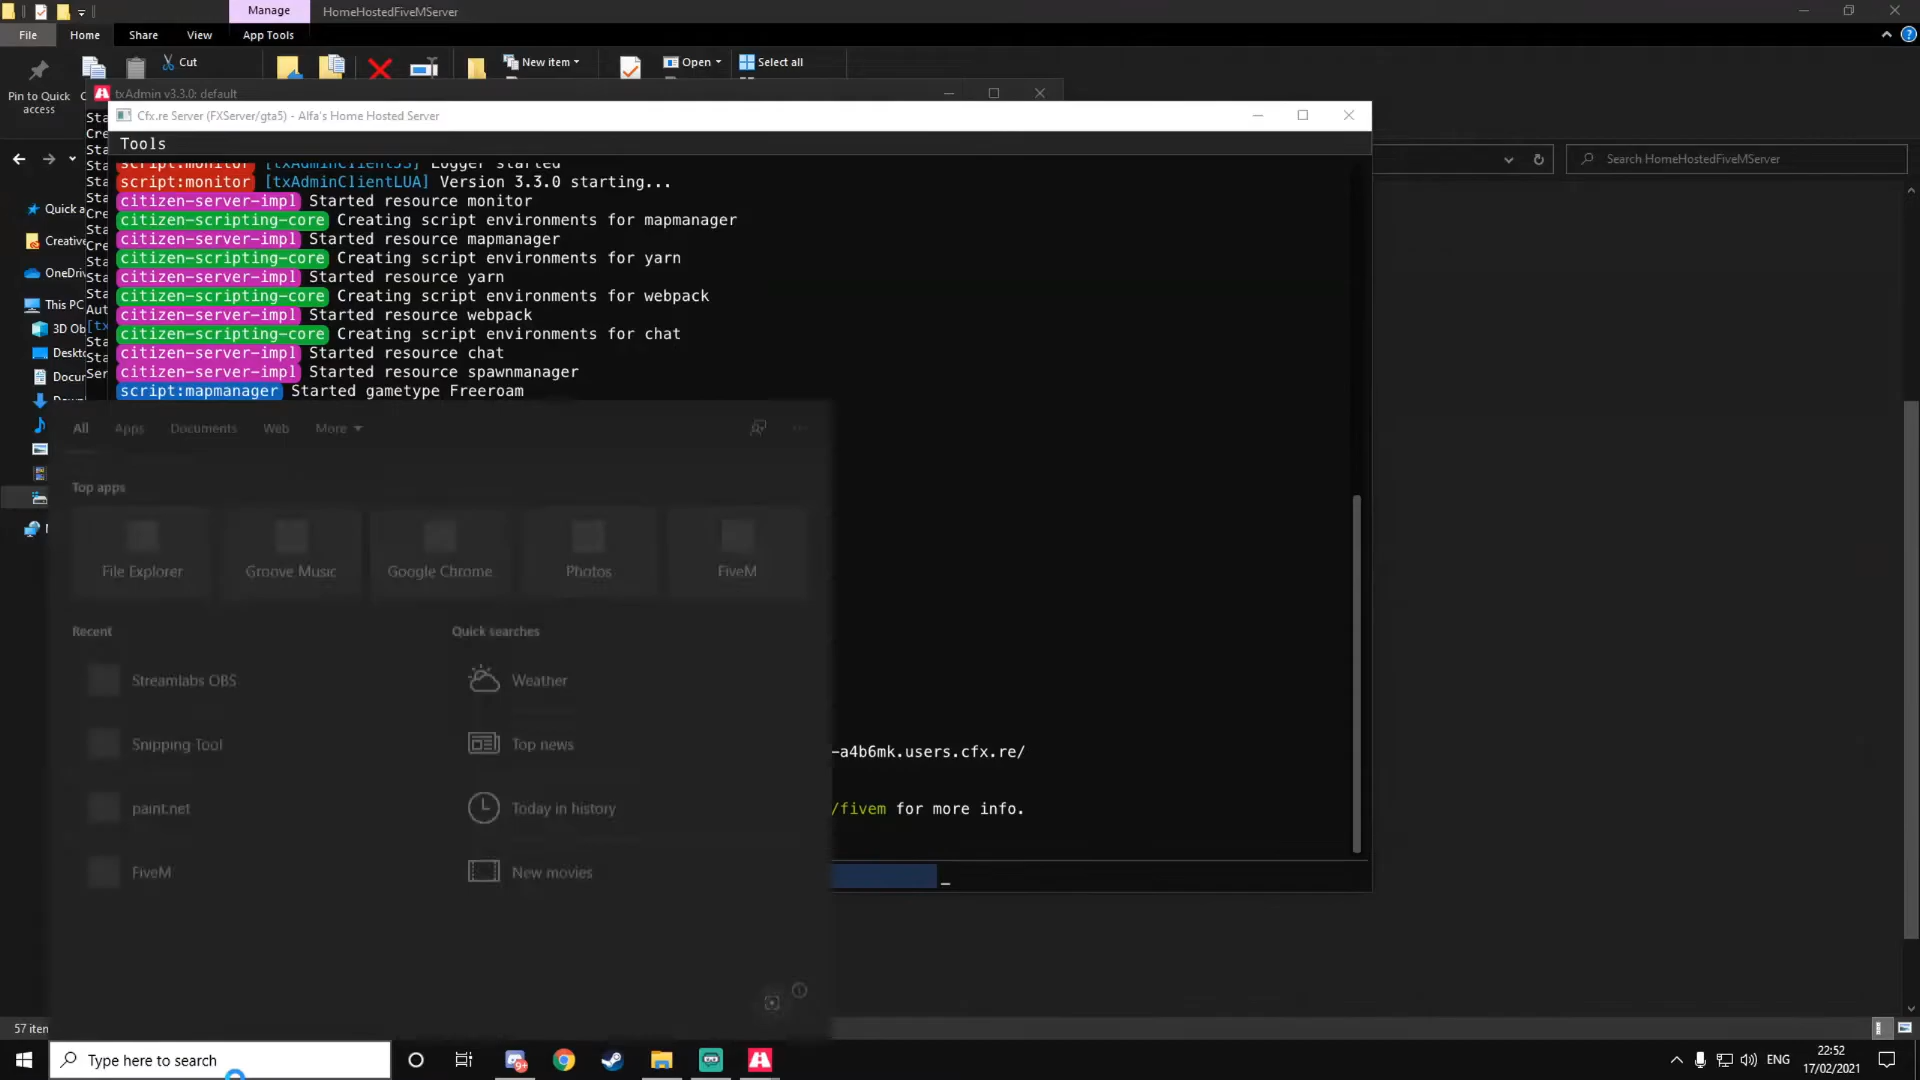 Manage
HomeHostedFiveMServer
File
Home
Share
View
App Tools
Pin to Quick
access
Cut
New item
Open
Select all
txAdmin v3.3.0: default
Cfx.re Server (FXServer/gta5) - Alfa's Home Hosted Server
Tools
Search HomeHostedFiveMServer
script:monitor [txAdminClientJS] Logger started
script:monitor [txAdminClientLUA] Version 3.3.0 starting...
citizen-server-impl Started resource monitor
citizen-scripting-core Creating script environments for mapmanager
citizen-server-impl Started resource mapmanager
citizen-scripting-core Creating script environments for yarn
citizen-server-impl Started resource yarn
citizen-scripting-core Creating script environments for webpack
citizen-server-impl Started resource webpack
citizen-scripting-core Creating script environments for chat
citizen-server-impl Started resource chat
citizen-server-impl Started resource spawnmanager
script:mapmanager Started gametype Freeroam
Quick a
Creative
OneDriv
This PC
3D Ob
Deskto
Docur
All
Apps
Documents
Web
More
Top apps
File Explorer
Groove Music
Google Chrome
Photos
FiveM
Recent
Quick searches
Streamlabs OBS
Weather
Snipping Tool
Top news
paint.net
Today in history
FiveM
New movies
-a4b6mk.users.cfx.re/
/fivem for more info.
57 iten
Type here to search
ENG
22:52
17/02/2021